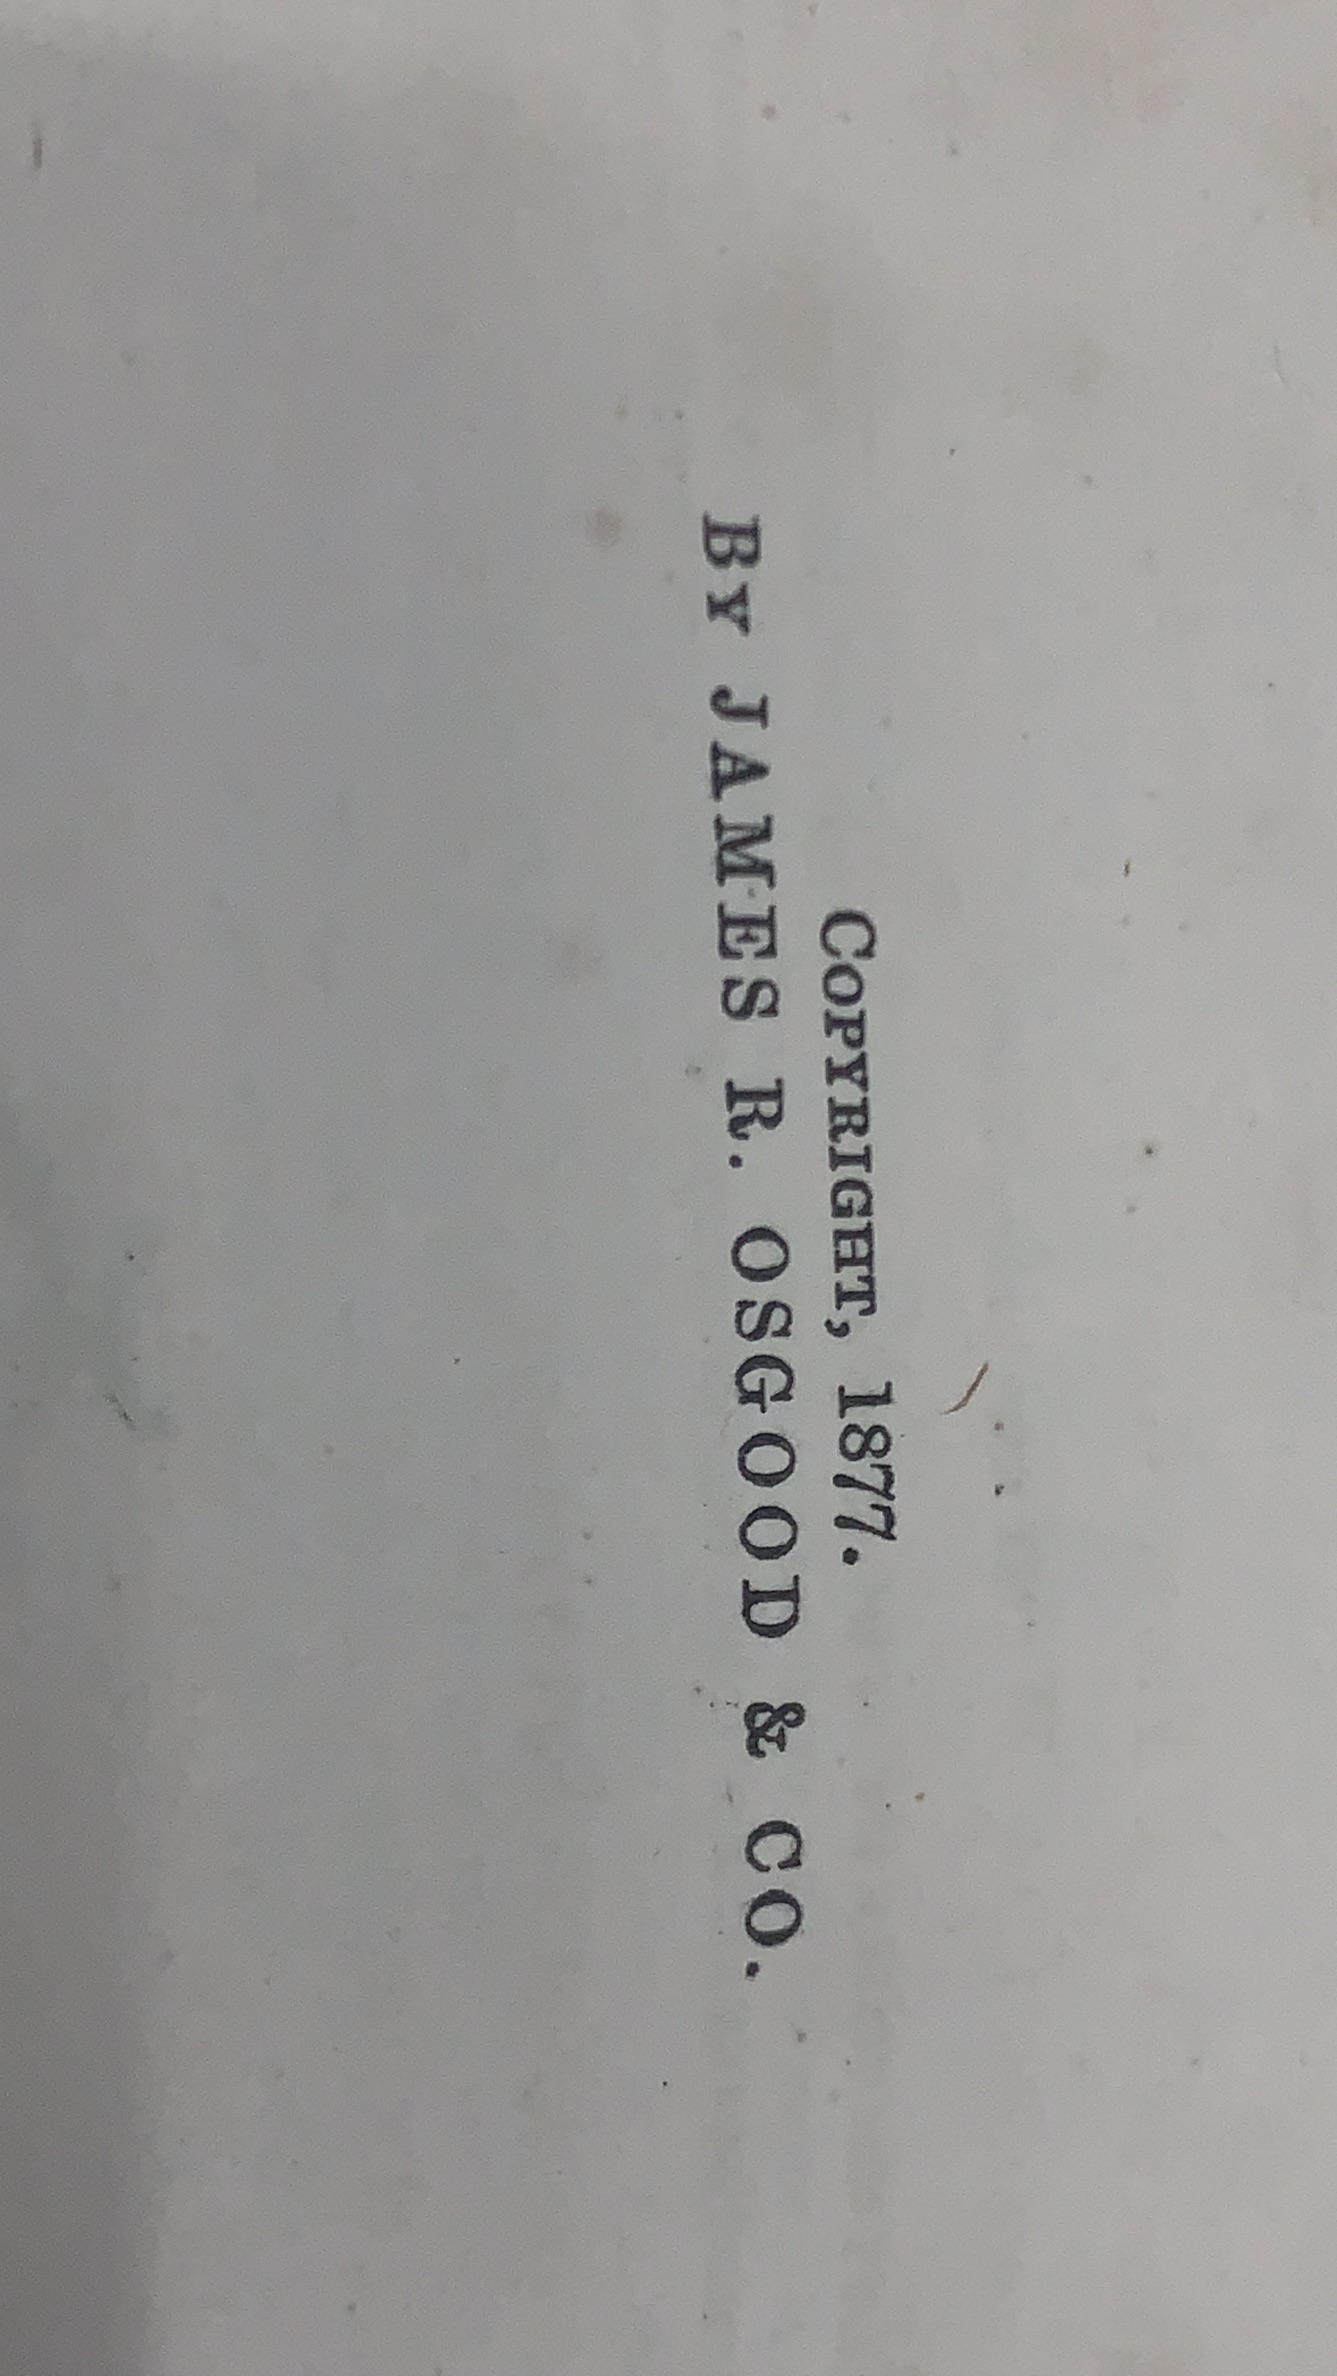 Copyright, 1877.
By JAMES R. OSGOOD & CO.